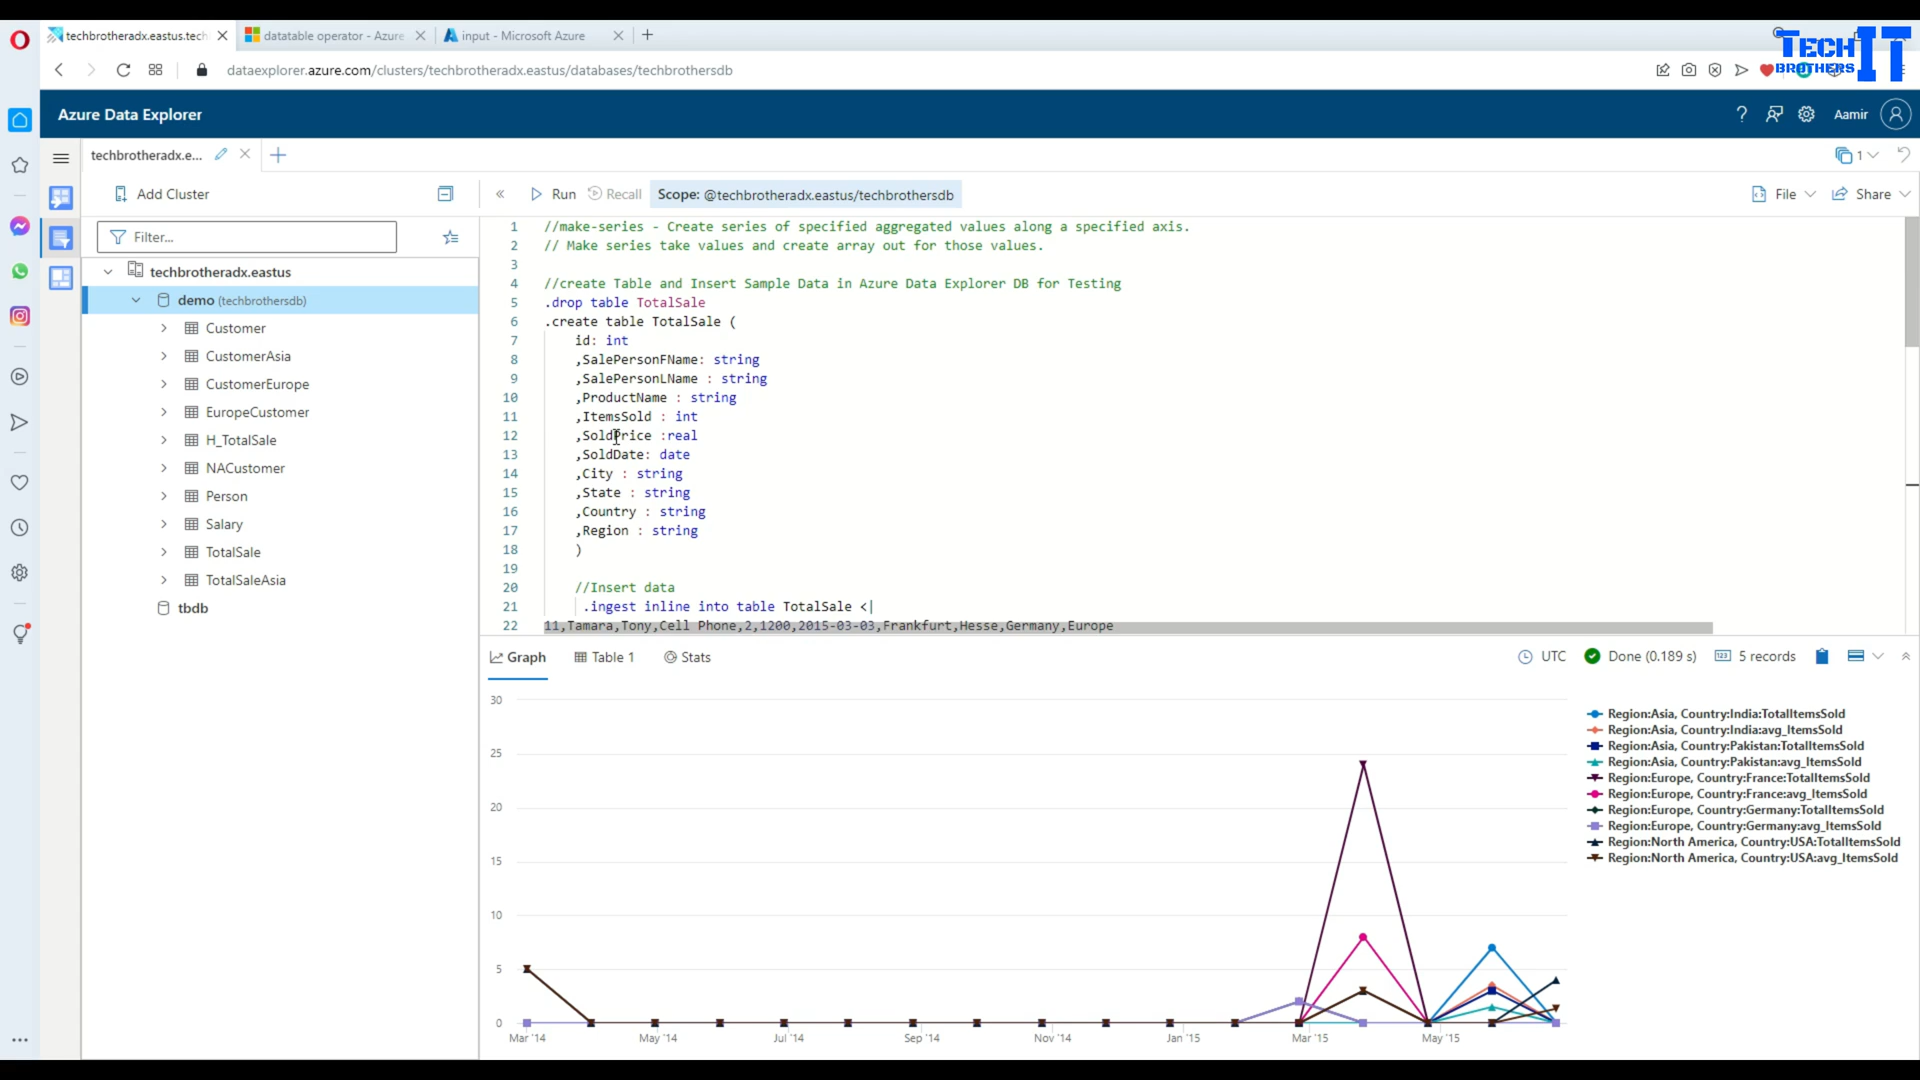 techbrotheradx.eastus.tech
datatable operator - Azure
input - Microsoft Azure
TECH IT
BROTHERS
dataexplorer.azure.com/clusters/techbrotheradx.eastus/databases/techbrothersdb
Azure Data Explorer
Aamir
techbrotheradx.e...
1
Add Cluster
Run
Recall
Scope: @techbrotheradx.eastus/techbrothersdb
File
Share
Filter...
techbrotheradx.eastus
demo (techbrothersdb)
Customer
CustomerAsia
CustomerEurope
EuropeCustomer
H_TotalSale
NACustomer
Person
Salary
TotalSale
TotalSaleAsia
tbdb
1 //make-series - Create series of specified aggregated values along a specified axis.
2 // Make series take values and create array out for those values.
3
4 //create Table and Insert Sample Data in Azure Data Explorer DB for Testing
5 .drop table TotalSale
6 .create table TotalSale (
7 id: int
8 ,SalePersonFName: string
9 ,SalePersonLName : string
10 ,ProductName : string
11 ,ItemsSold : int
12 ,SoldPrice :real
13 ,SoldDate: date
14 ,City : string
15 ,State : string
16 ,Country : string
17 ,Region : string
18 )
19
20 //Insert data
21 .ingest inline into table TotalSale <|
22 11,Tamara,Tony,Cell Phone,2,1200,2015-03-03,Frankfurt,Hesse,Germany,Europe
Graph
Table 1
Stats
UTC
Done (0.189 s)
123
5 records
30
25
20
15
10
5
0
Mar '14
May '14
Jul '14
Sep '14
Nov '14
Jan '15
Mar '15
May '15
Region:Asia, Country:India:TotalItemsSold
Region:Asia, Country:India:avg_ItemsSold
Region:Asia, Country:Pakistan:TotalItemsSold
Region:Asia, Country:Pakistan:avg_ItemsSold
Region:Europe, Country:France:TotalItemsSold
Region:Europe, Country:France:avg_ItemsSold
Region:Europe, Country:Germany:TotalItemsSold
Region:Europe, Country:Germany:avg_ItemsSold
Region:North America, Country:USA:TotalItemsSold
Region:North America, Country:USA:avg_ItemsSold